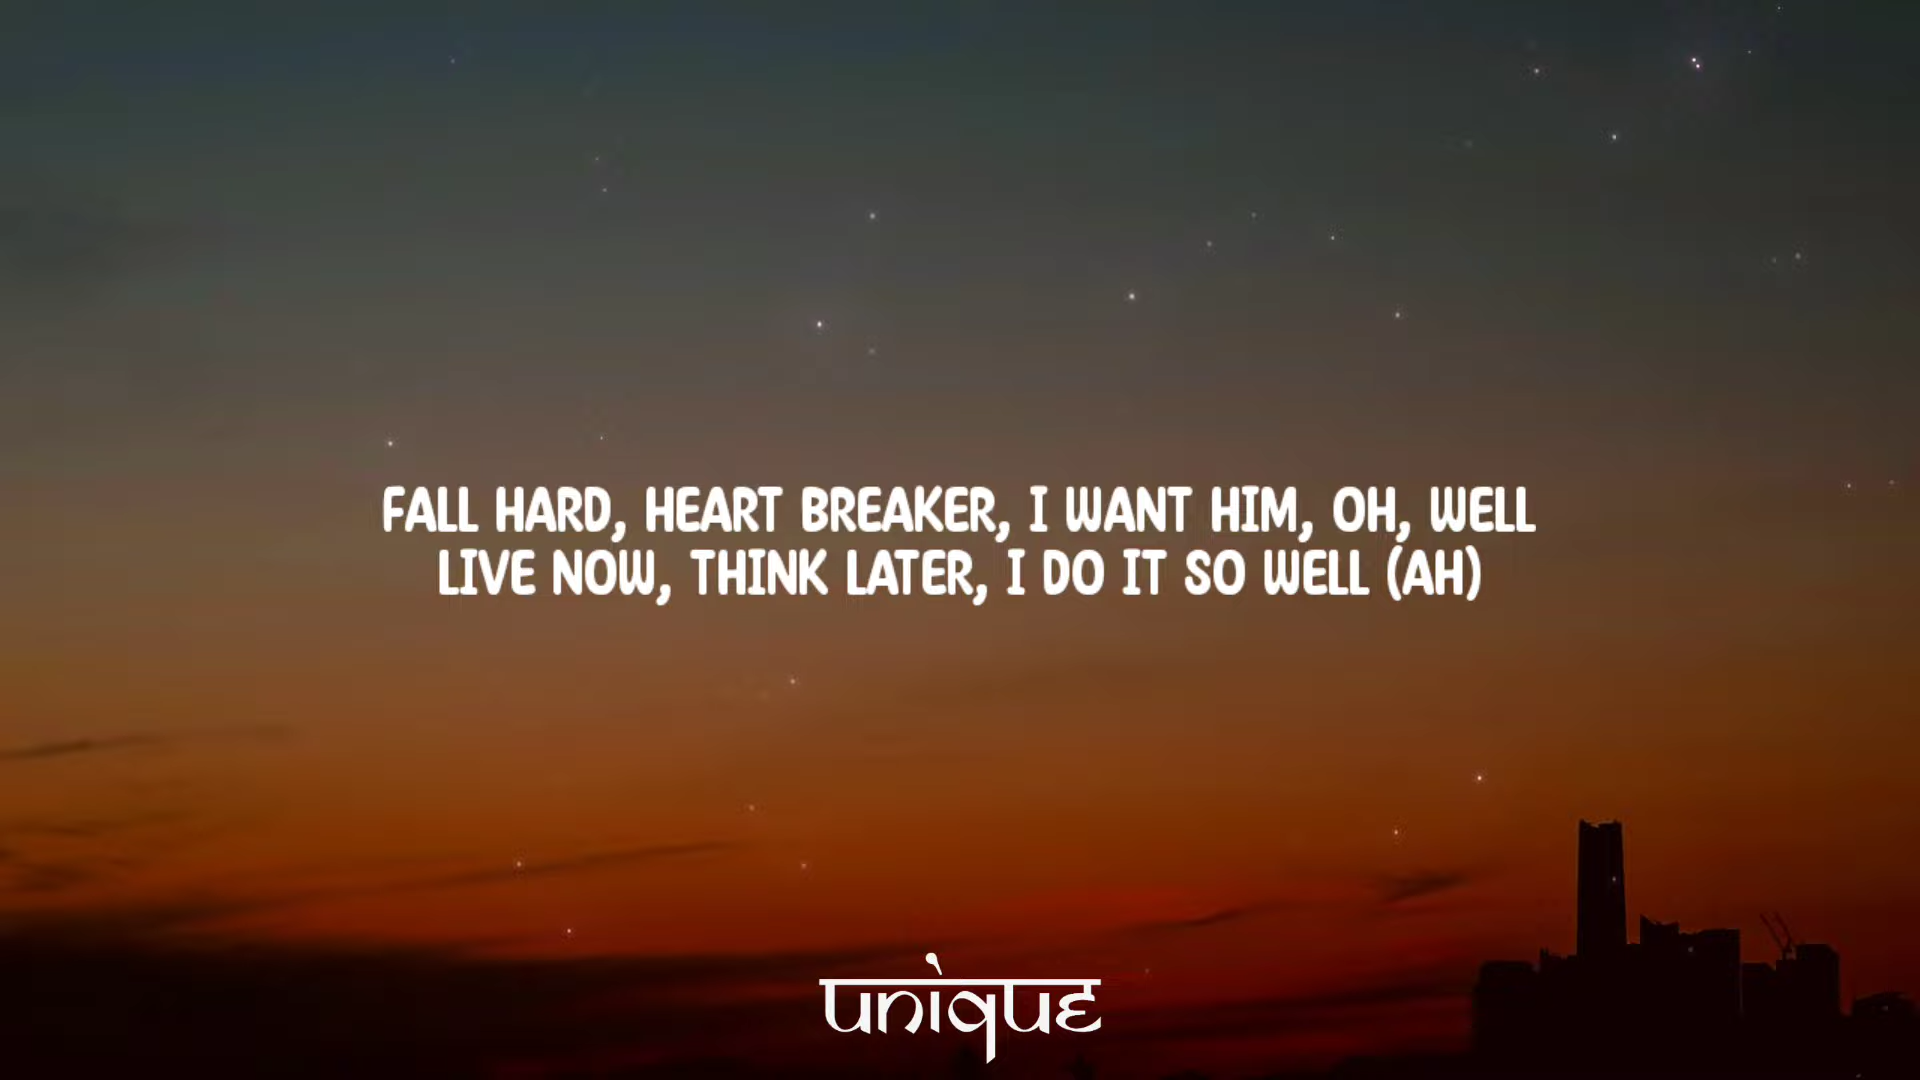 FALL HARD, HEART BREAKER, I WANT HIM, OH, WELL
LIVE NOW, THINK LATER, I DO IT SO WELL (AH)
unique